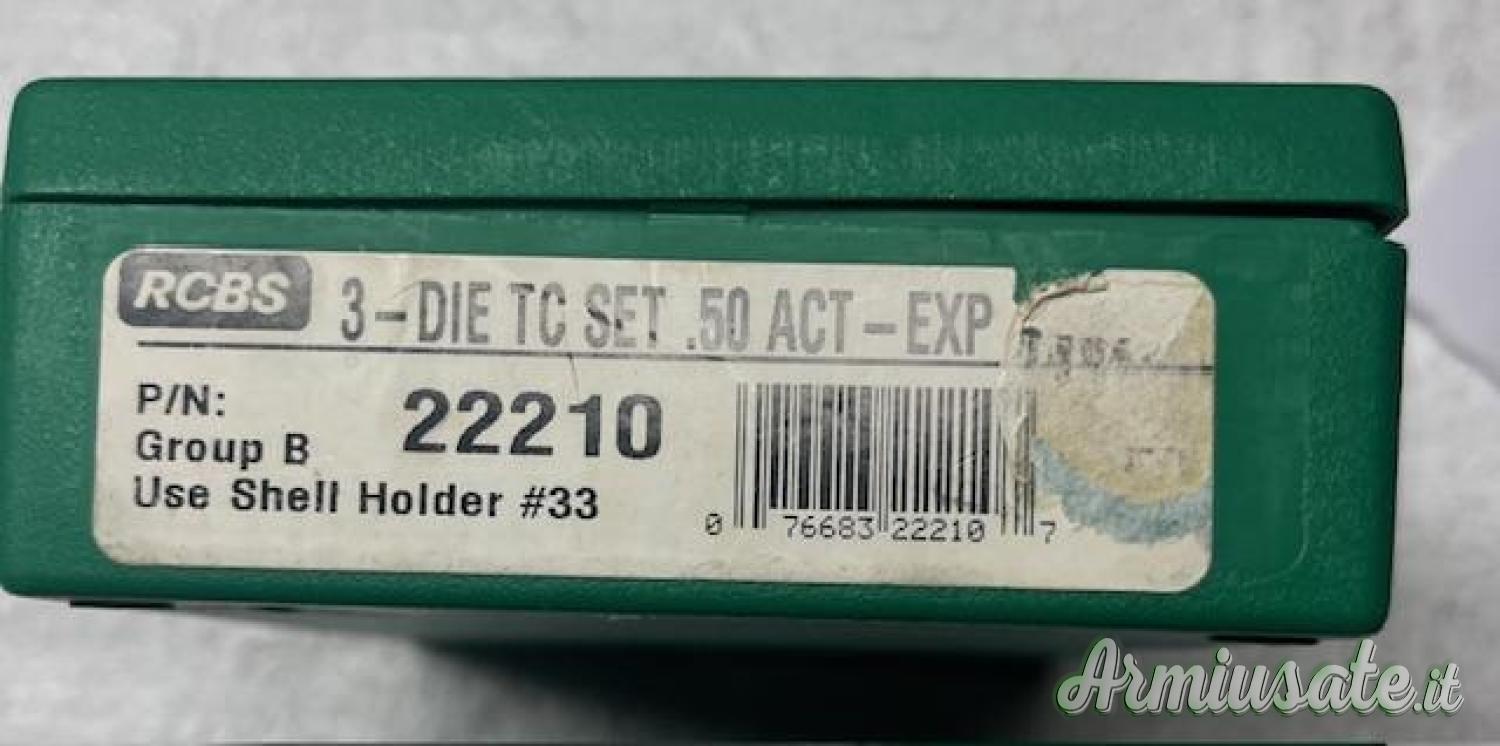 RCBS 3-DIE TC SET .50 ACT-EXP
P/N: 22210
Group B
Use Shell Holder #33
0 76683 22210 7
Armiusate.it